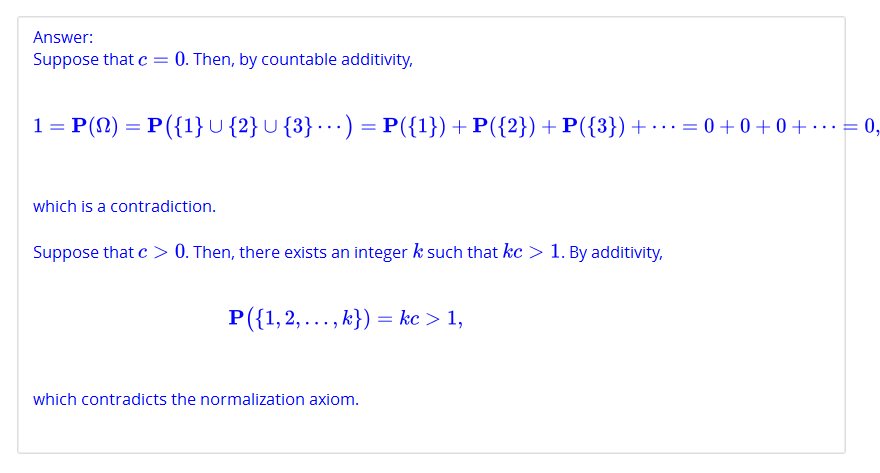 Answer:
Suppose that c = 0. Then, by countable additivity,
1 = P(Ω) = P({1} ∪ {2} ∪ {3} ⋯) = P({1}) + P({2}) + P({3}) + ⋯ = 0 + 0 + 0 + ⋯ = 0,
which is a contradiction.
Suppose that c > 0. Then, there exists an integer k such that kc > 1. By additivity,
P({1, 2, …, k}) = kc > 1,
which contradicts the normalization axiom.